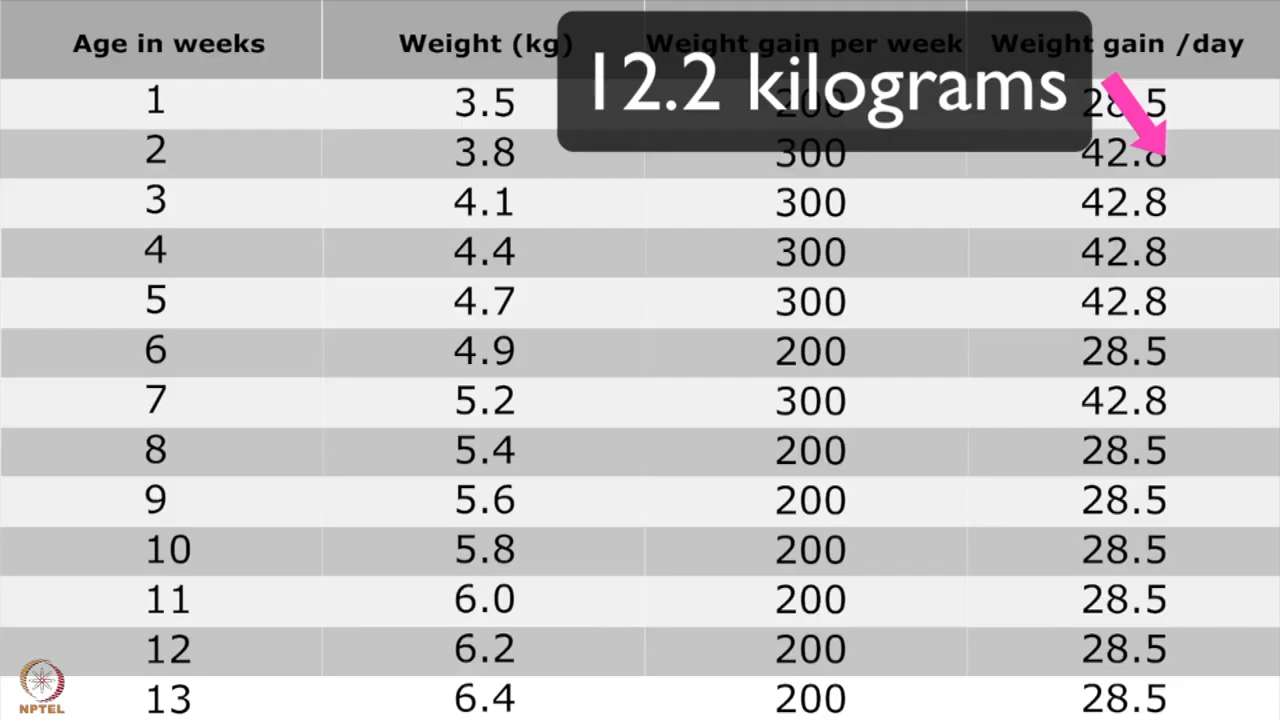 Age in weeks Weight (kg) Weight gain per week Weight gain /day
12.2 kilograms
1 3.5 200 28.5
2 3.8 300 42.8
3 4.1 300 42.8
4 4.4 300 42.8
5 4.7 300 42.8
6 4.9 200 28.5
7 5.2 300 42.8
8 5.4 200 28.5
9 5.6 200 28.5
10 5.8 200 28.5
11 6.0 200 28.5
12 6.2 200 28.5
13 6.4 200 28.5
NPTEL